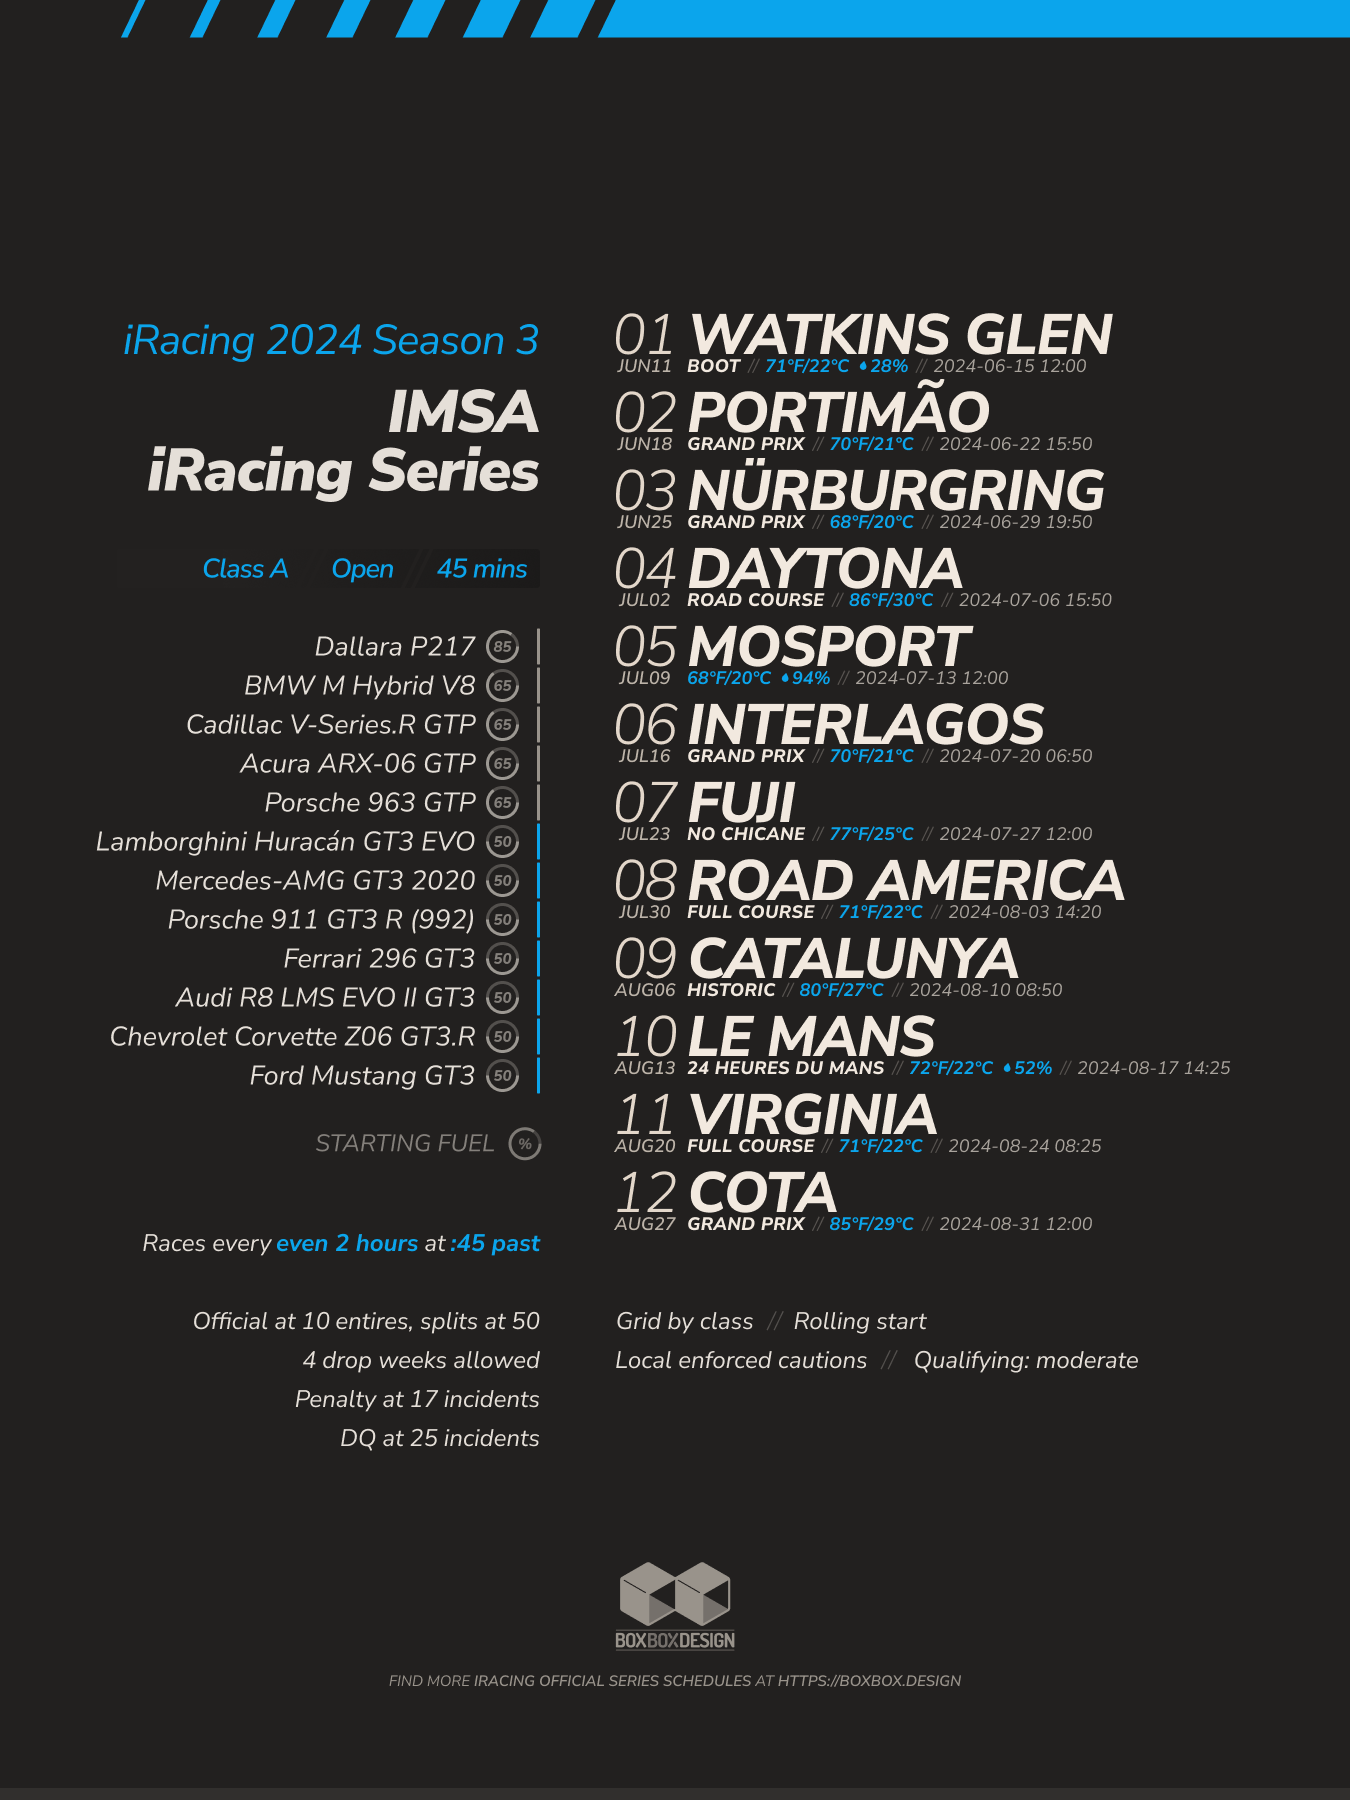 iRacing 2024 Season 3
IMSA
iRacing Series
Class A Open // 45 mins
Dallara P217 85
BMW M Hybrid V8 65
Cadillac V-Series.R GTP 65
Acura ARX-06 GTP 65
Porsche 963 GTP 65
Lamborghini Huracán GT3 EVO 50
Mercedes-AMG GT3 2020 50
Porsche 911 GT3 R (992) 50
Ferrari 296 GT3 50
Audi R8 LMS EVO II GT3 50
Chevrolet Corvette Z06 GT3.R 50
Ford Mustang GT3 50
STARTING FUEL %
Races every even 2 hours at :45 past
Official at 10 entires, splits at 50
4 drop weeks allowed
Penalty at 17 incidents
DQ at 25 incidents
01 WATKINS GLEN
JUN11 BOOT // 71°F/22°C 28% // 2024-06-15 12:00
02 PORTIMÃO
JUN18 GRAND PRIX // 70°F/21°C // 2024-06-22 15:50
03 NÜRBURGRING
JUN25 GRAND PRIX // 68°F/20°C // 2024-06-29 19:50
04 DAYTONA
JUL02 ROAD COURSE // 86°F/30°C // 2024-07-06 15:50
05 MOSPORT
JUL09 68°F/20°C 94% // 2024-07-13 12:00
06 INTERLAGOS
JUL16 GRAND PRIX // 70°F/21°C // 2024-07-20 06:50
07 FUJI
JUL23 NO CHICANE // 77°F/25°C // 2024-07-27 12:00
08 ROAD AMERICA
JUL30 FULL COURSE // 71°F/22°C // 2024-08-03 14:20
09 CATALUNYA
AUG06 HISTORIC // 80°F/27°C // 2024-08-10 08:50
10 LE MANS
AUG13 24 HEURES DU MANS // 72°F/22°C 52% // 2024-08-17 14:25
11 VIRGINIA
AUG20 FULL COURSE // 71°F/22°C // 2024-08-24 08:25
12 COTA
AUG27 GRAND PRIX // 85°F/29°C // 2024-08-31 12:00
Grid by class // Rolling start
Local enforced cautions // Qualifying: moderate
BOXBOXDESIGN
FIND MORE IRACING OFFICIAL SERIES SCHEDULES AT HTTPS://BOXBOX.DESIGN